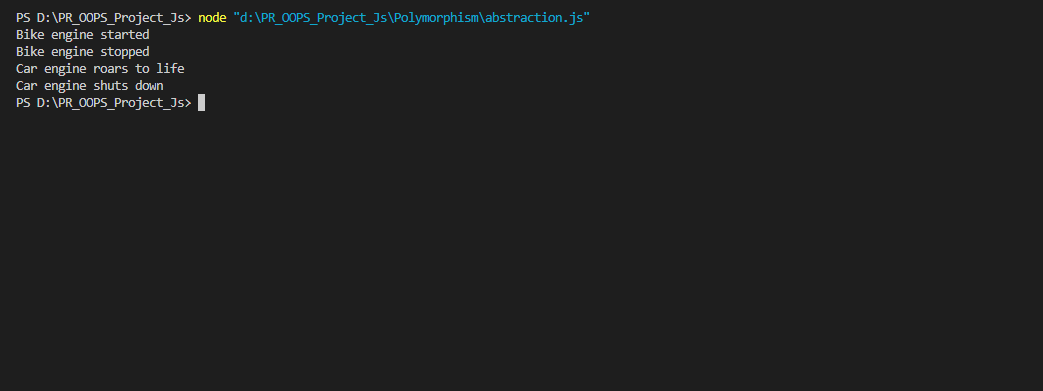 PS D:\PR_OOPS_Project_Js> node "d:\PR_OOPS_Project_Js\Polymorphism\abstraction.js"
Bike engine started
Bike engine stopped
Car engine roars to life
Car engine shuts down
PS D:\PR_OOPS_Project_Js>